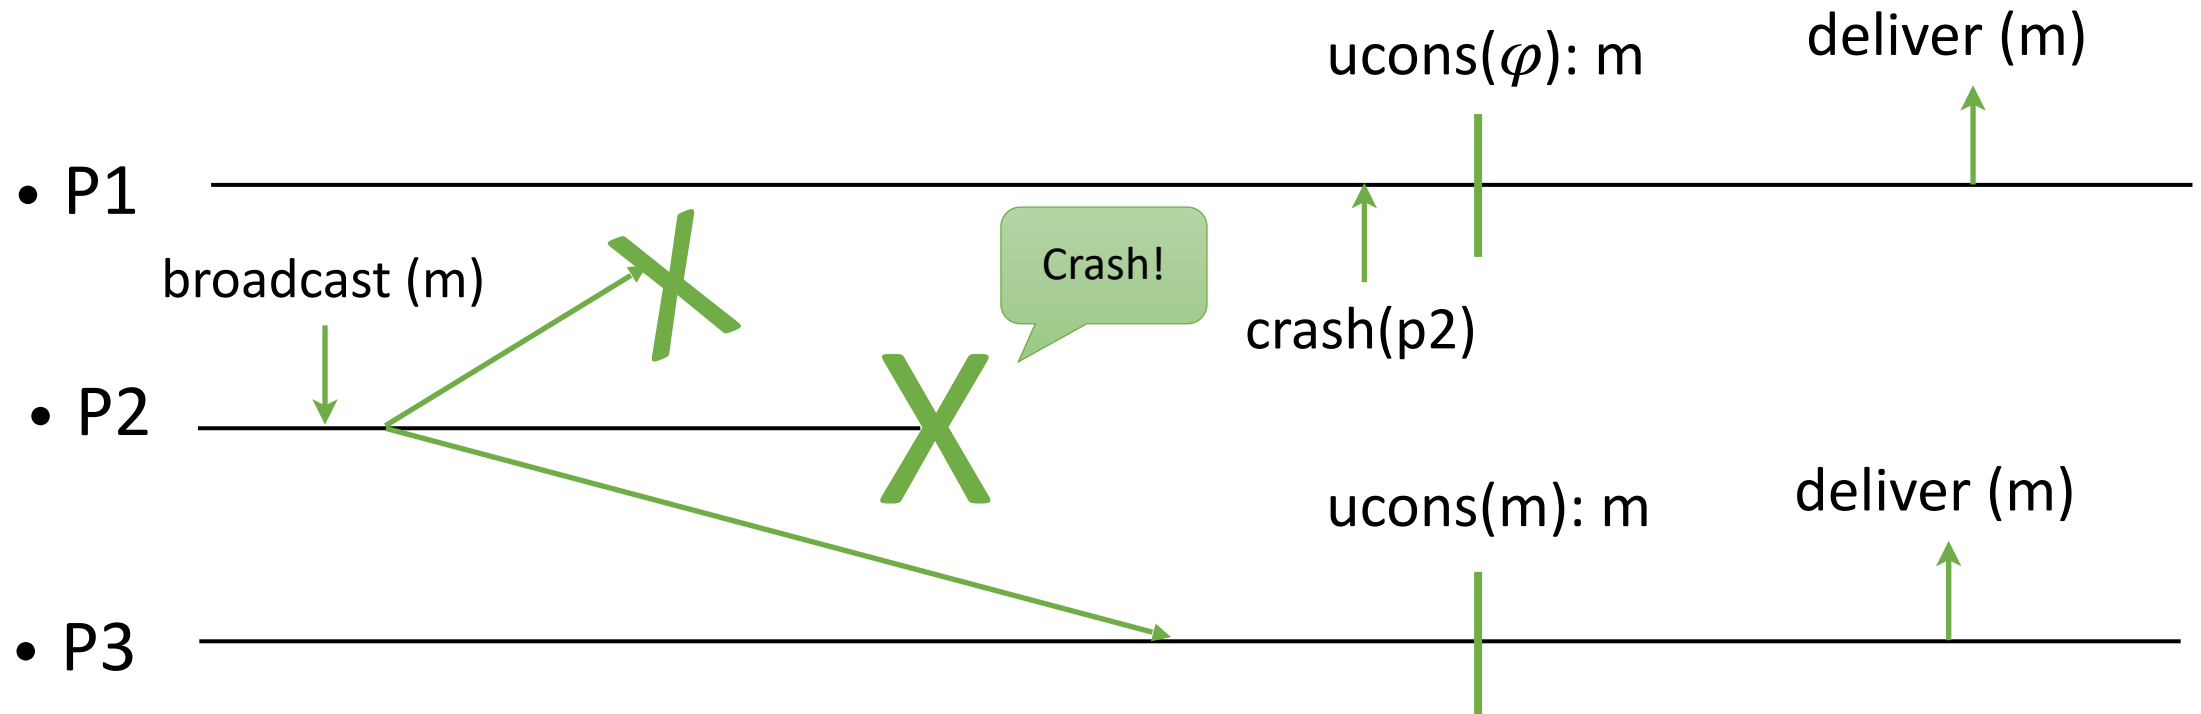 deliver (m)
ucons(φ): m
• P1
Crash!
broadcast (m)
crash(p2)
• P2
deliver (m)
ucons(m): m
• P3